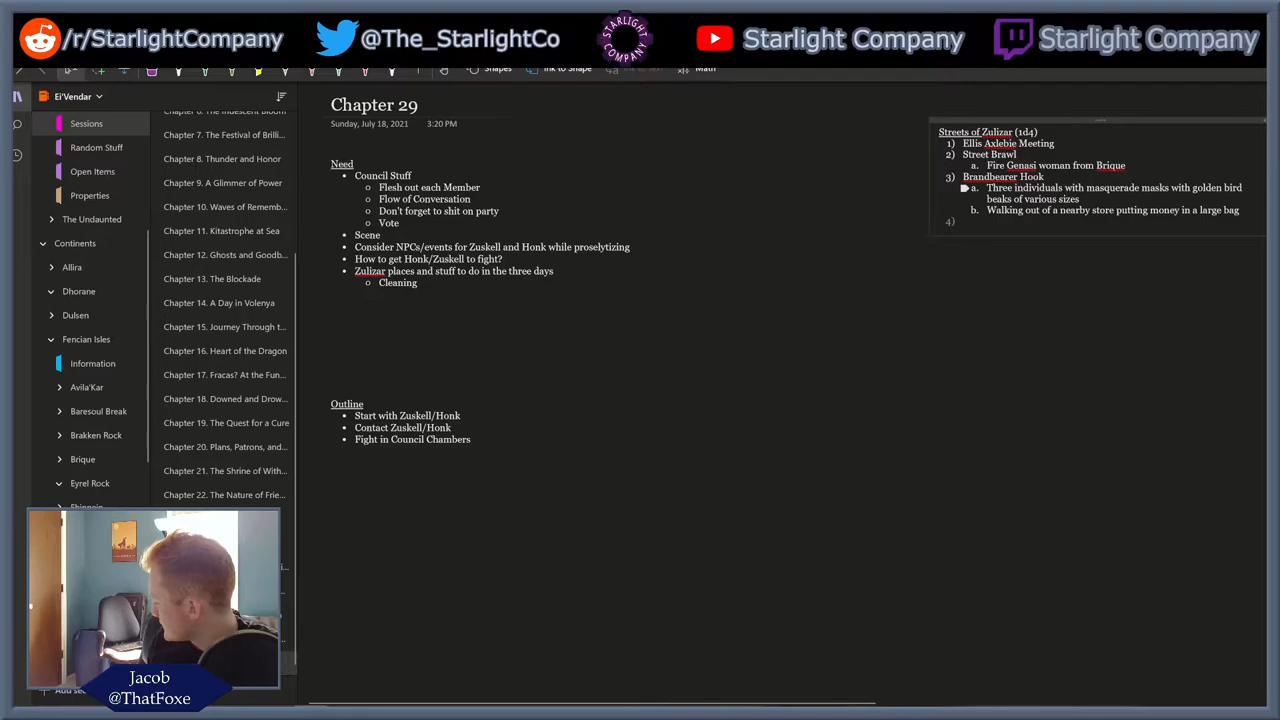 /r/StarlightCompany
@The_StarlightCo
STARLIGHT COMPANY
Starlight Company
Starlight Company
Shapes
Ink to Shape
Math
Ei'Vendar
Sessions
Random Stuff
Open Items
Properties
The Undaunted
Continents
Allira
Dhorane
Dulsen
Fencian Isles
Information
Avila'Kar
Baresoul Break
Brakken Rock
Brique
Eyrel Rock
Chapter 7. The Festival of Brilli...
Chapter 8. Thunder and Honor
Chapter 9. A Glimmer of Power
Chapter 10. Waves of Rememb...
Chapter 11. Kitastrophe at Sea
Chapter 12. Ghosts and Goodb...
Chapter 13. The Blockade
Chapter 14. A Day in Volenya
Chapter 15. Journey Through t...
Chapter 16. Heart of the Dragon
Chapter 17. Fracas? At the Fun...
Chapter 18. Downed and Drow...
Chapter 19. The Quest for a Cure
Chapter 20. Plans, Patrons, and...
Chapter 21. The Shrine of With...
Chapter 22. The Nature of Frie...
Chapter 29
Sunday, July 18, 2021 3:20 PM
Need
• Council Stuff
○ Flesh out each Member
○ Flow of Conversation
○ Don't forget to shit on party
○ Vote
• Scene
• Consider NPCs/events for Zuskell and Honk while proselytizing
• How to get Honk/Zuskell to fight?
• Zulizar places and stuff to do in the three days
○ Cleaning
Outline
• Start with Zuskell/Honk
• Contact Zuskell/Honk
• Fight in Council Chambers
Streets of Zulizar (1d4)
1) Ellis Axlebie Meeting
2) Street Brawl
a. Fire Genasi woman from Brique
3) Brandbearer Hook
a. Three individuals with masquerade masks with golden bird
beaks of various sizes
b. Walking out of a nearby store putting money in a large bag
4)
Jacob
@ThatFoxe